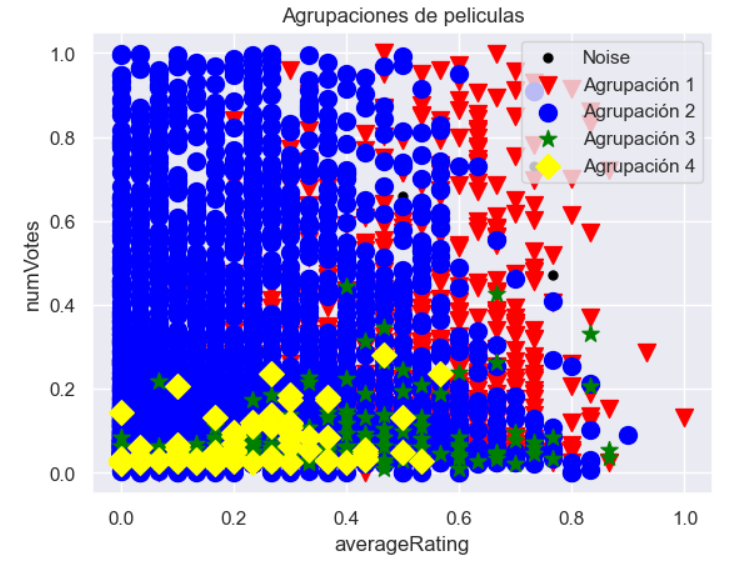 Agrupaciones de peliculas
1.0
0.8
0.6
0.4
0.2
0.0
numVotes
Noise
Agrupación 1
Agrupación 2
Agrupación 3
Agrupación 4
0.0 0.2 0.4 0.6 0.8 1.0
averageRating